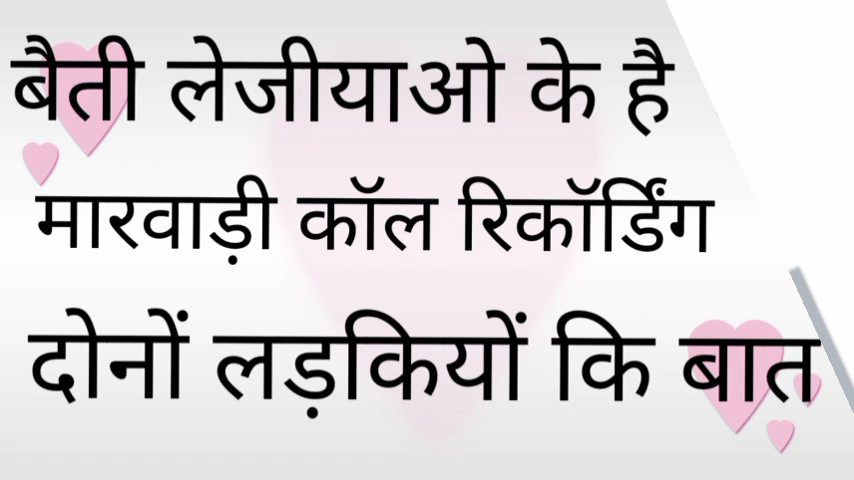 बैती लेजीयाओ के है
मारवाड़ी कॉल रिकॉर्डिंग
दोनों लड़कियों कि बात